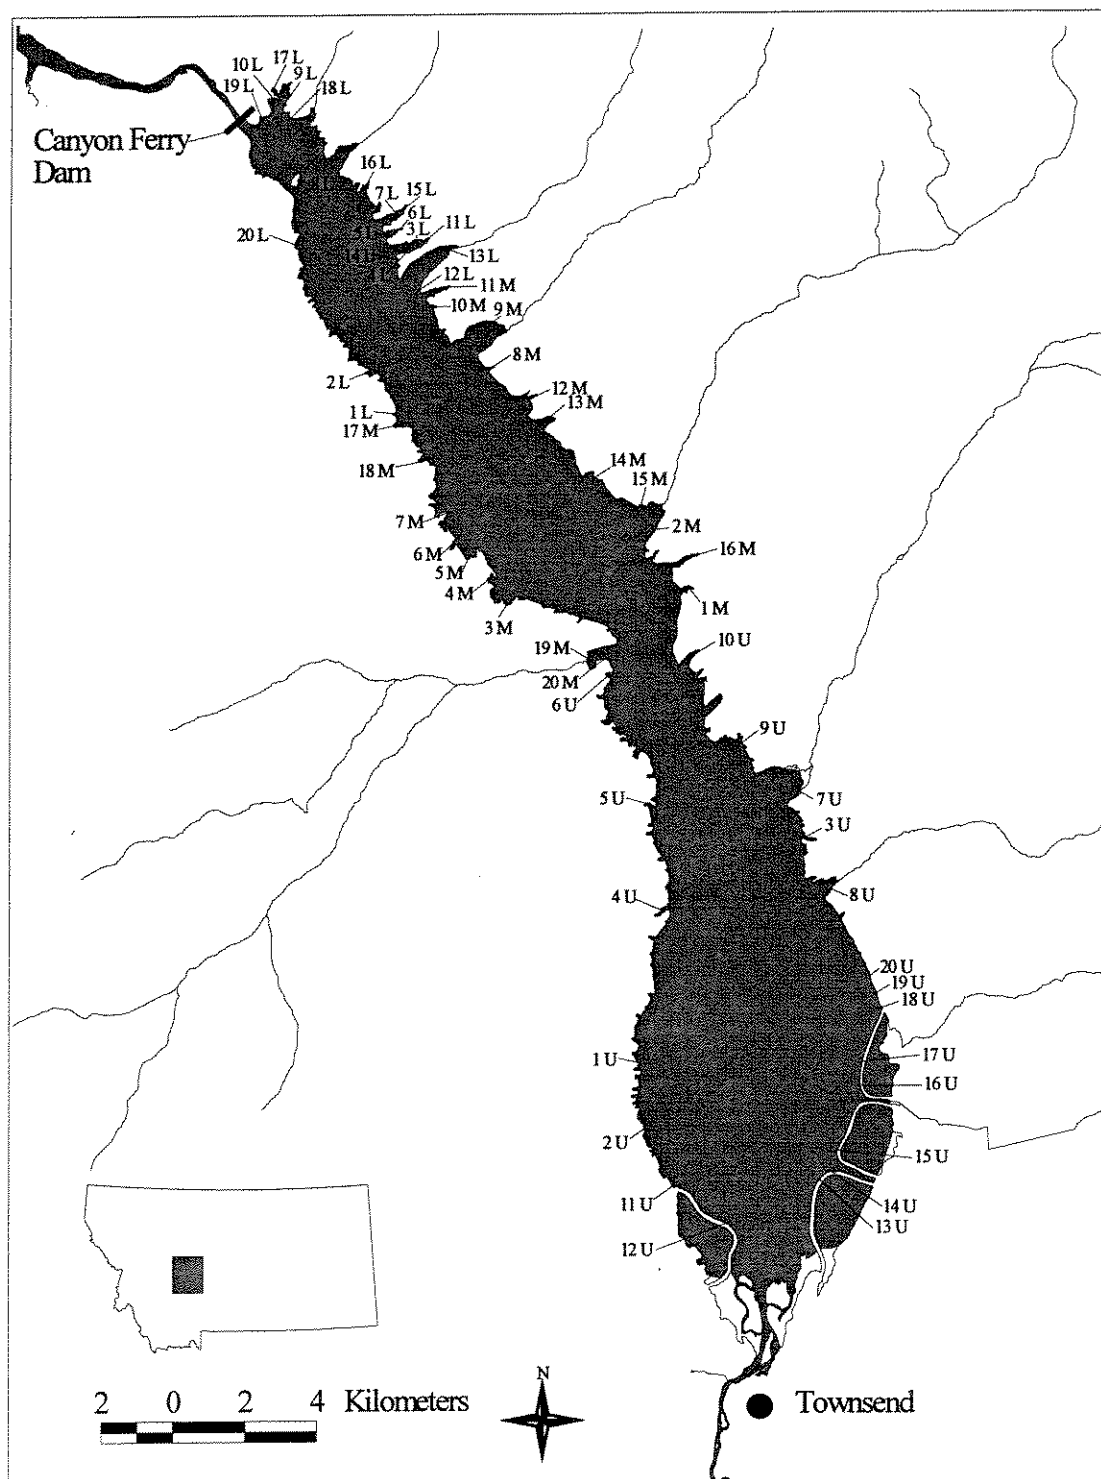 17 L
10 L
9 L
19 L
18 L
Canyon Ferry
Dam
16 L
15 L
7 L
6 L
3 L
11 L
20 L
13 L
12 L
11 M
10 M
9 M
8 M
2 L
12 M
13 M
1 L
17 M
18 M
14 M
15 M
7 M
2 M
6 M
16 M
5 M
4 M
1 M
3 M
10 U
19 M
20 M
6 U
9 U
5 U
7 U
3 U
4 U
8 U
20 U
19 U
18 U
1 U
17 U
16 U
2 U
15 U
11 U
14 U
13 U
12 U
N
2 0 2 4 Kilometers
Townsend